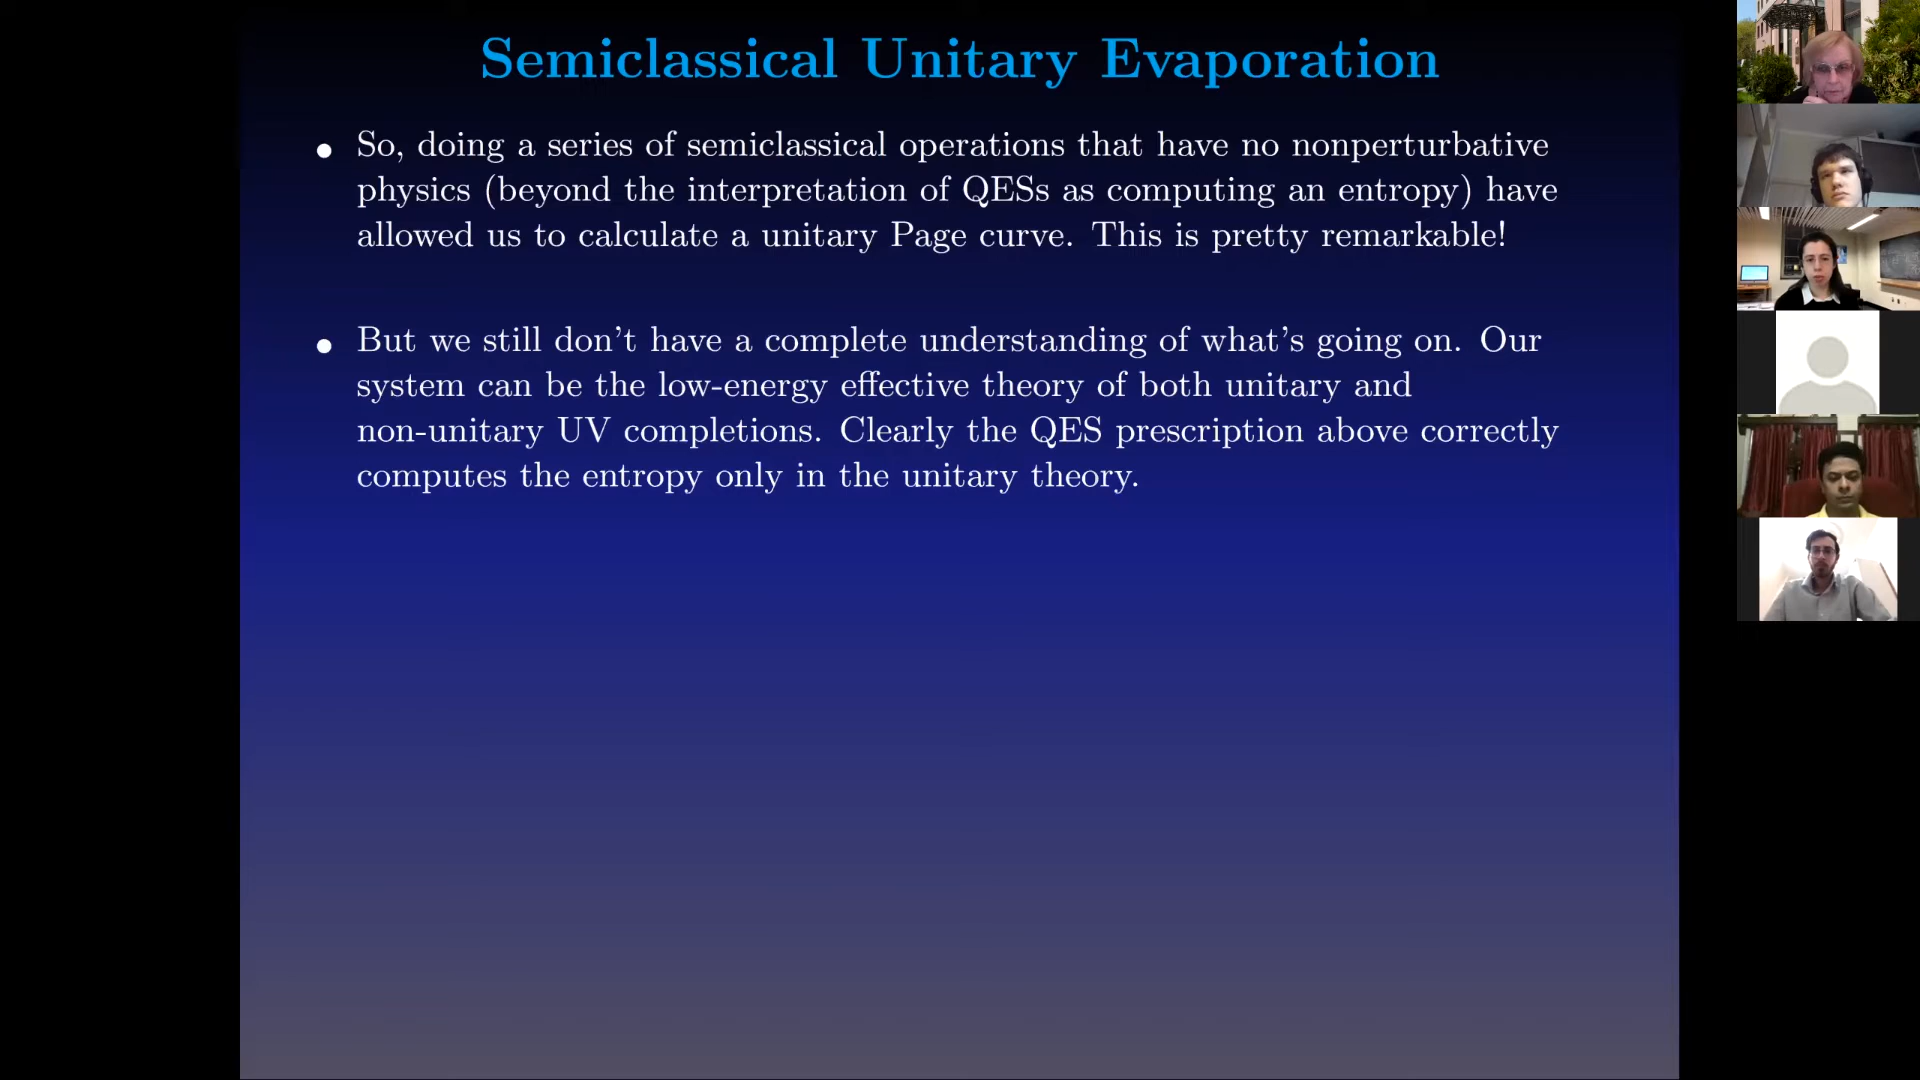 Semiclassical Unitary Evaporation
• So, doing a series of semiclassical operations that have no nonperturbative
physics (beyond the interpretation of QESs as computing an entropy) have
allowed us to calculate a unitary Page curve. This is pretty remarkable!
• But we still don't have a complete understanding of what's going on. Our
system can be the low-energy effective theory of both unitary and
non-unitary UV completions. Clearly the QES prescription above correctly
computes the entropy only in the unitary theory.